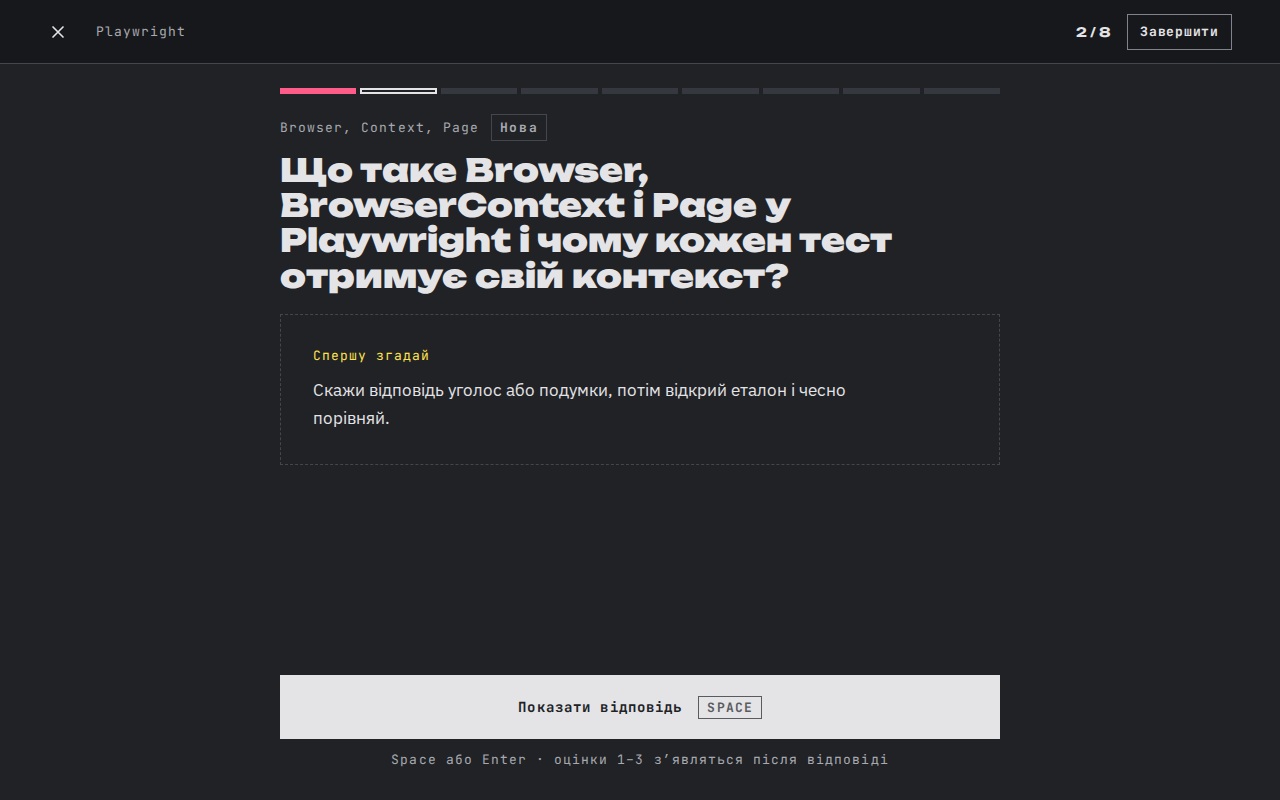 Playwright
2/8
Завершити
Browser, Context, Page
Нова
Що таке Browser,
BrowserContext і Page у
Playwright і чому кожен тест
отримує свій контекст?
Спершу згадай
Скажи відповідь уголос або подумки, потім відкрий еталон і чесно
порівняй.
Показати відповідь
SPACE
Space або Enter · оцінки 1–3 зʼявляться після відповіді